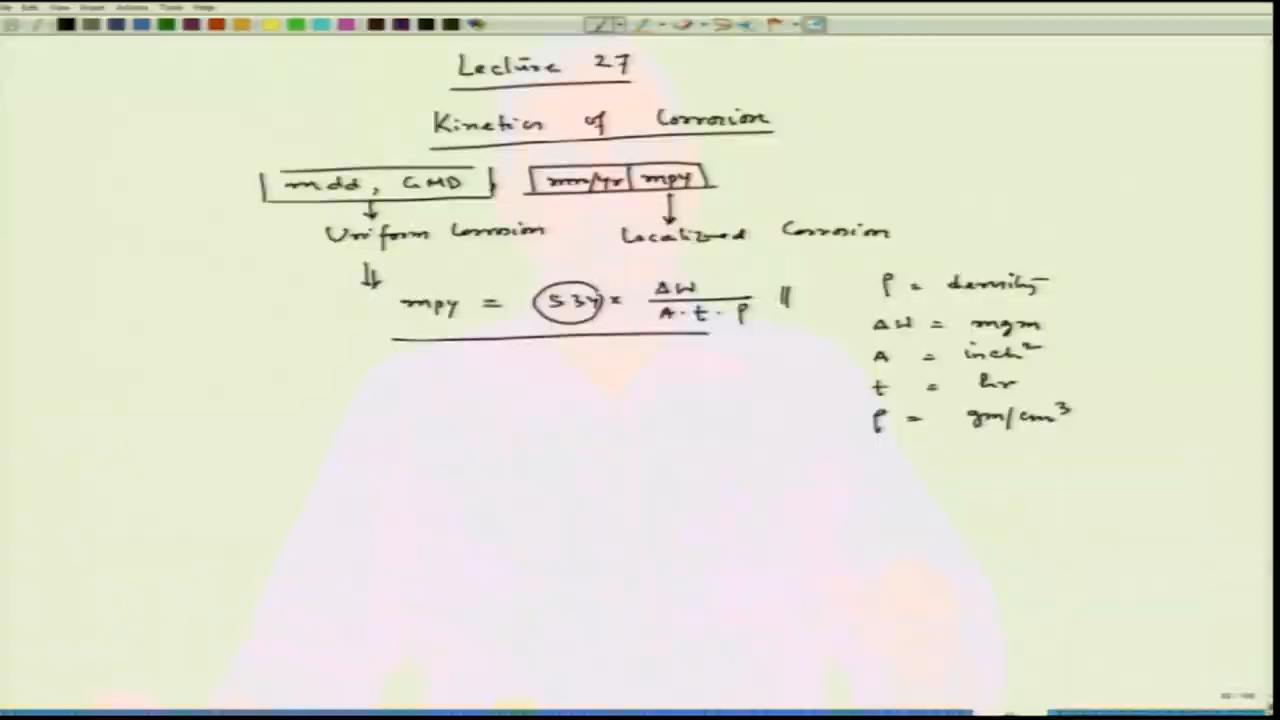 Lecture 27
Kinetics of Corrosion
mdd, GMD, mm/yr mpy
Uniform Corrosion Localized Corrosion
mpy = 534 × ΔW / A·t·ρ
ρ = density
ΔW = mgm
A = inch²
t = hr
ρ = gm/cm³